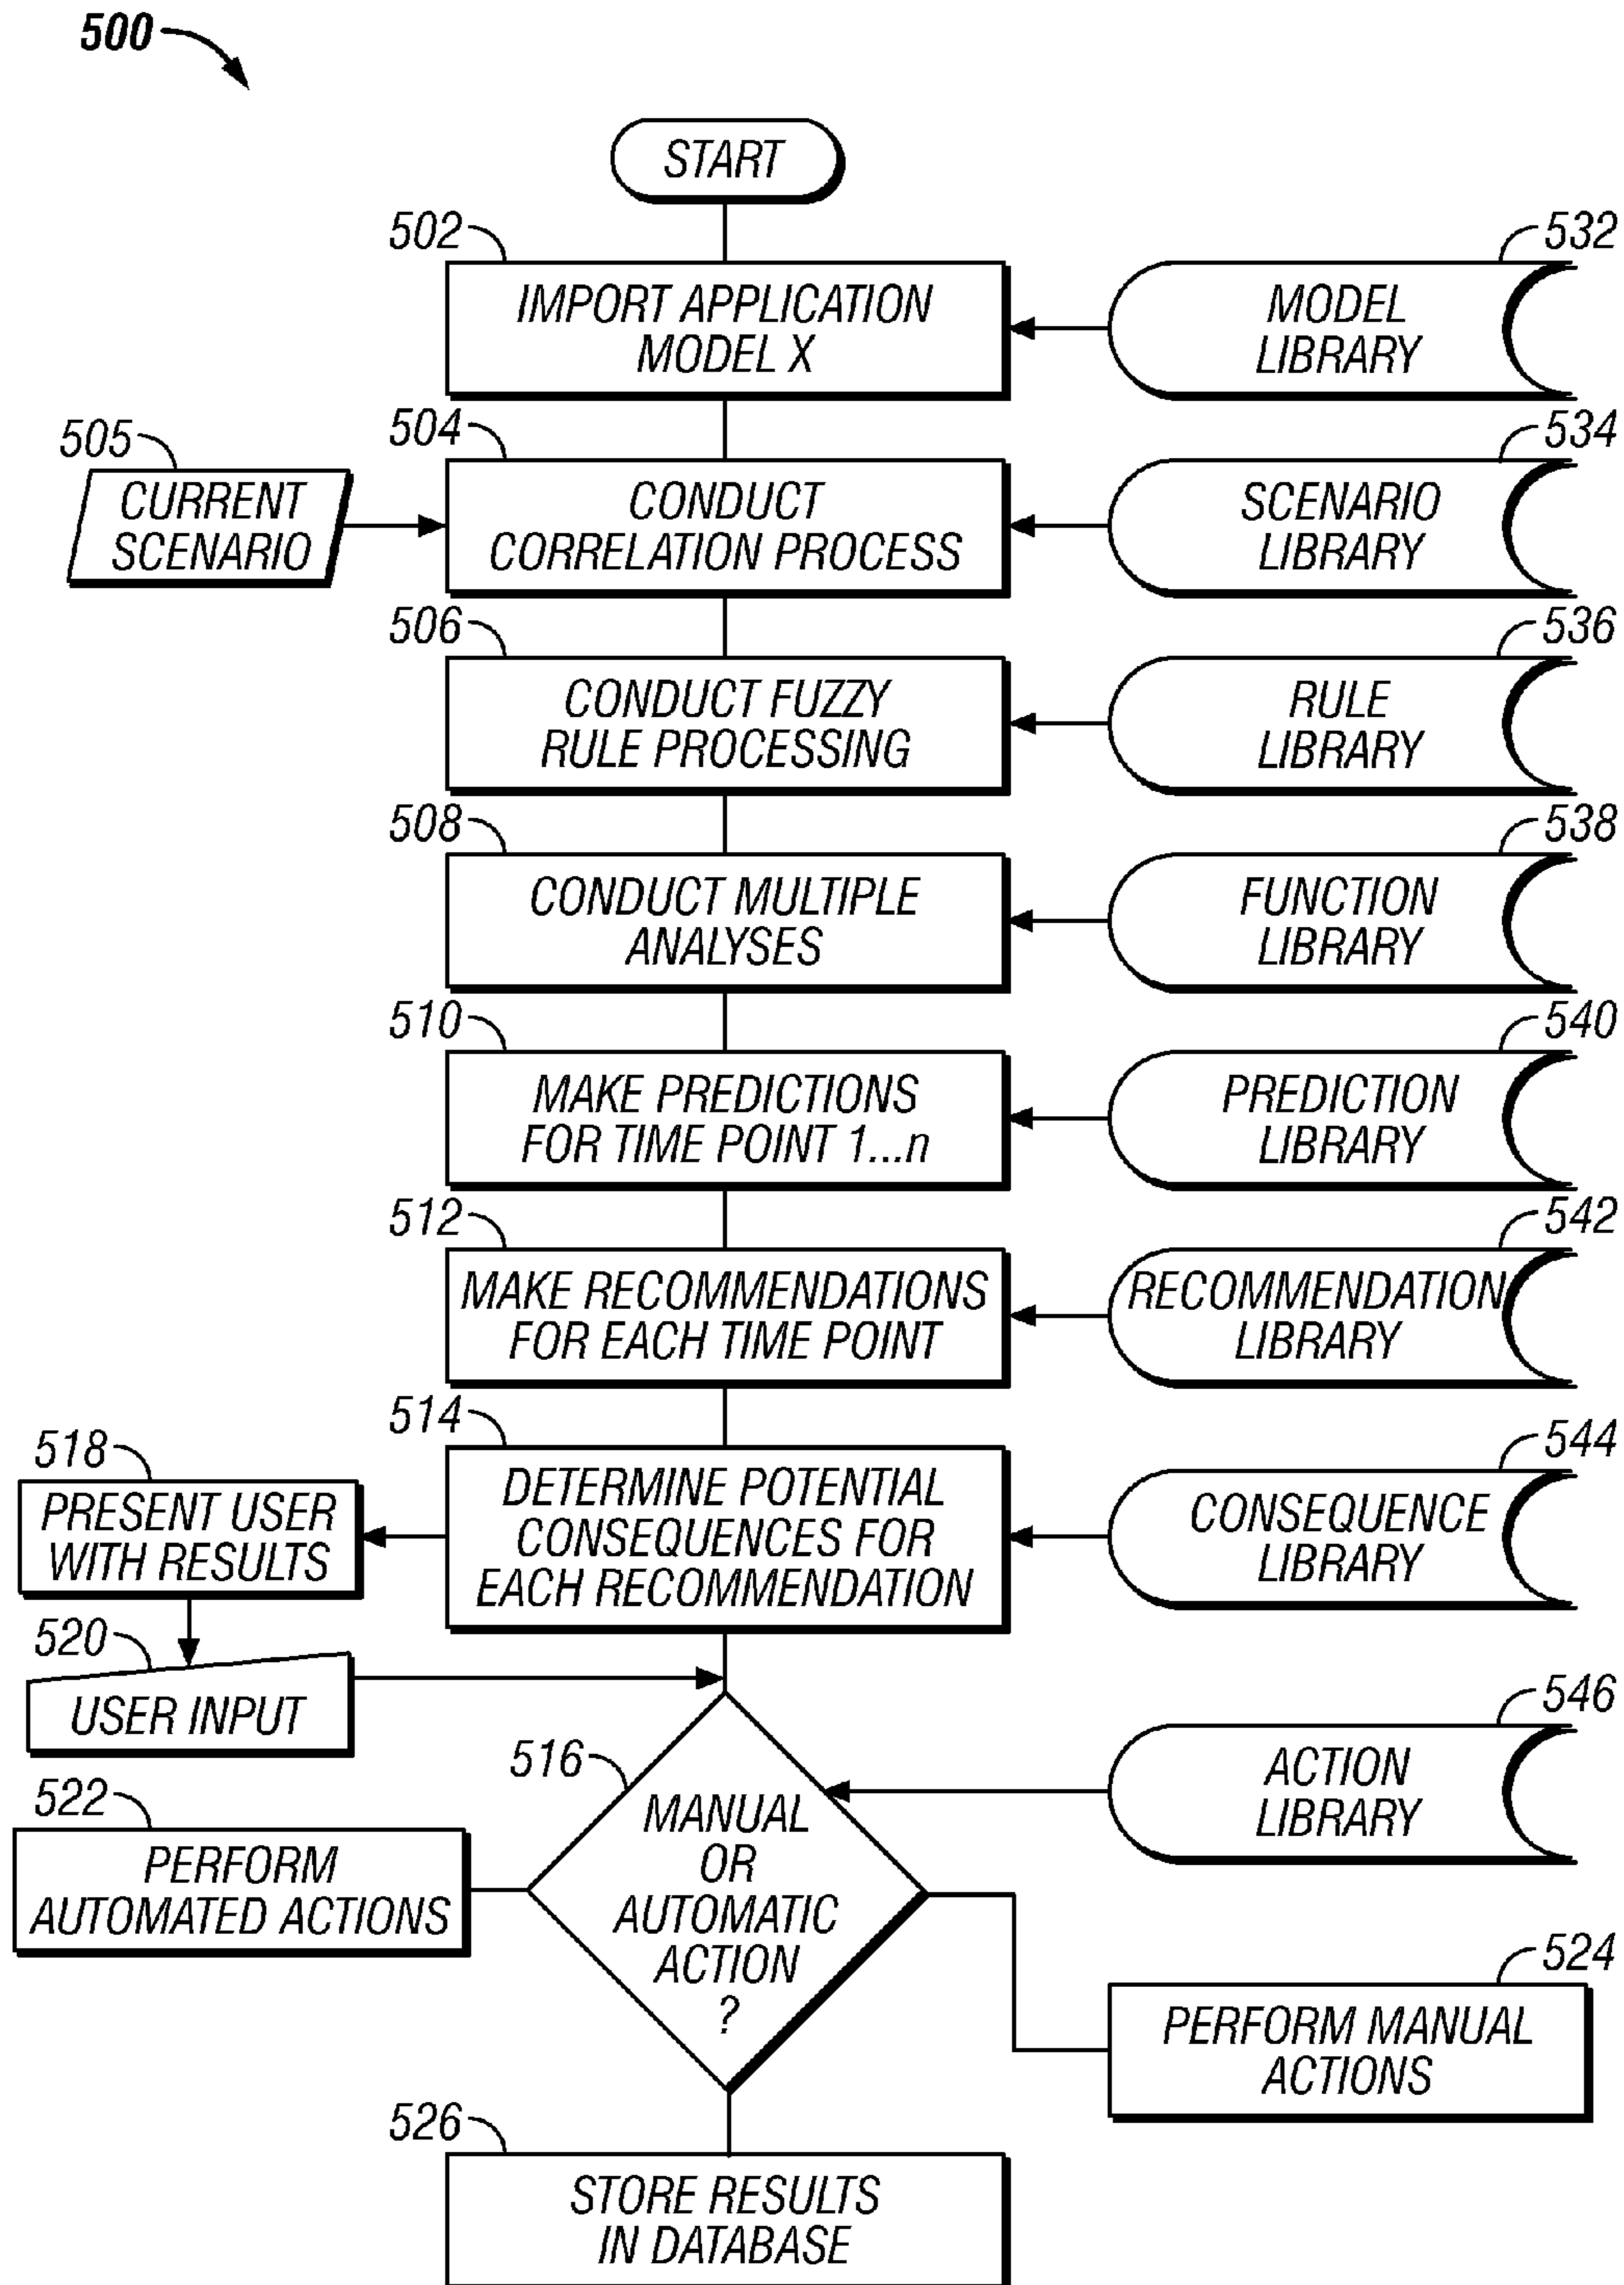 500
START
502
IMPORT APPLICATION
MODEL X
532
MODEL
LIBRARY
505
CURRENT
SCENARIO
504
CONDUCT
CORRELATION PROCESS
534
SCENARIO
LIBRARY
506
CONDUCT FUZZY
RULE PROCESSING
536
RULE
LIBRARY
508
CONDUCT MULTIPLE
ANALYSES
538
FUNCTION
LIBRARY
510
MAKE PREDICTIONS
FOR TIME POINT 1...n
540
PREDICTION
LIBRARY
512
MAKE RECOMMENDATIONS
FOR EACH TIME POINT
542
RECOMMENDATION
LIBRARY
514
DETERMINE POTENTIAL
CONSEQUENCES FOR
EACH RECOMMENDATION
544
CONSEQUENCE
LIBRARY
518
PRESENT USER
WITH RESULTS
520
USER INPUT
516
MANUAL
OR
AUTOMATIC
ACTION
?
546
ACTION
LIBRARY
522
PERFORM
AUTOMATED ACTIONS
524
PERFORM MANUAL
ACTIONS
526
STORE RESULTS
IN DATABASE